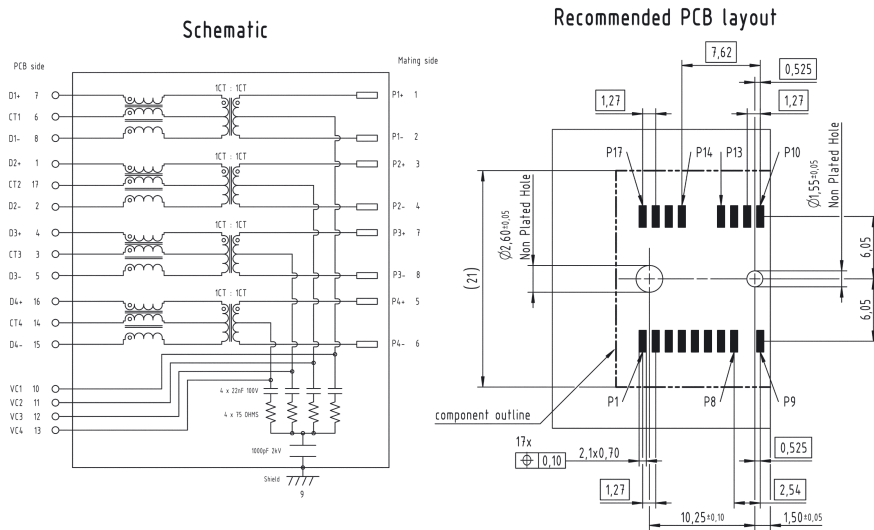 Schematic
PCB side
Mating side
D1+ 7
1CT : 1CT
P1+ 1
CT1 6
D1- 8
P1- 2
D2+ 1
1CT : 1CT
P2+ 3
CT2 17
D2- 2
P2- 4
D3+ 4
1CT : 1CT
P3+ 7
CT3 3
D3- 5
P3- 8
D4+ 16
1CT : 1CT
P4+ 5
CT4 14
D4- 15
P4- 6
VC1 10
VC2 11
VC3 12
VC4 13
4 x 22nF 100V
4 x 75 OHMS
1000pF 2kV
Shield
9
Recommended PCB layout
7,62
0,525
1,27
1,27
P17
P14
P13
P10
Ø2,60±0,05
Non Plated Hole
Ø1,55±0,05
Non Plated Hole
(21)
6,05
6,05
P1
P8
P9
component outline
17x
0,10
2,1x0,70
0,525
1,27
2,54
10,25±0,10
1,50±0,05